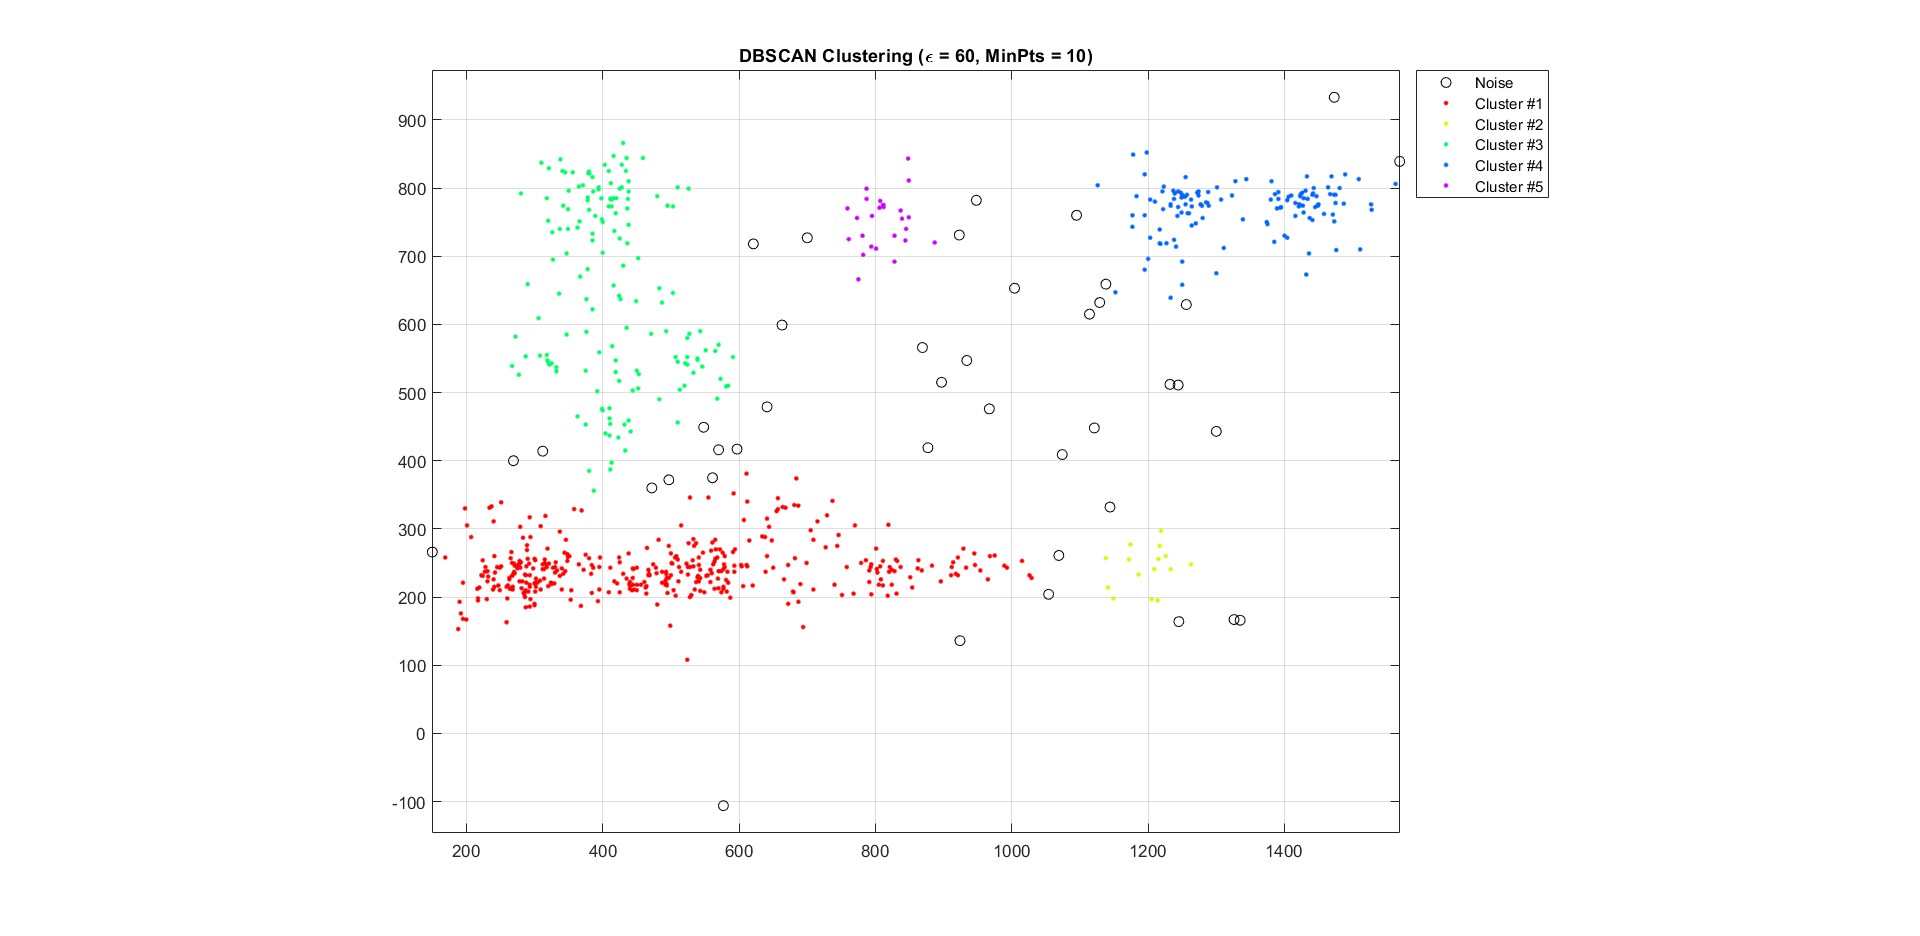 DBSCAN Clustering (ϵ = 60, MinPts = 10)
Noise
Cluster #1
Cluster #2
Cluster #3
Cluster #4
Cluster #5
900
800
700
600
500
400
300
200
100
0
-100
200 400 600 800 1000 1200 1400